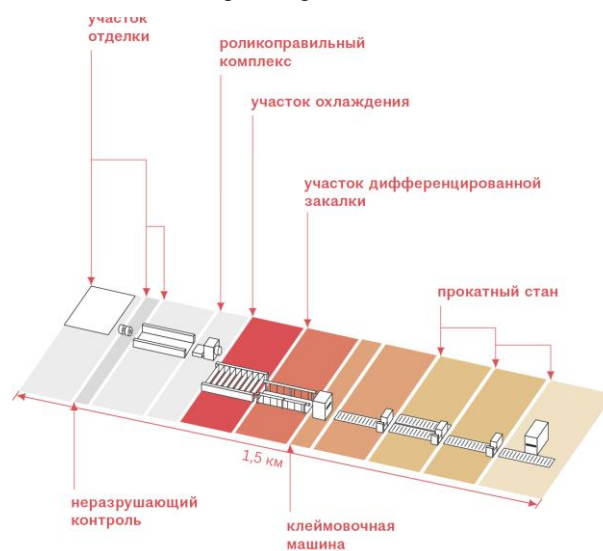 участок
отделки
роликоправильный
комплекс
участок охлаждения
участок дифференцированной
закалки
прокатный стан
1,5 км
неразрушающий
контроль
клеймовочная
машина